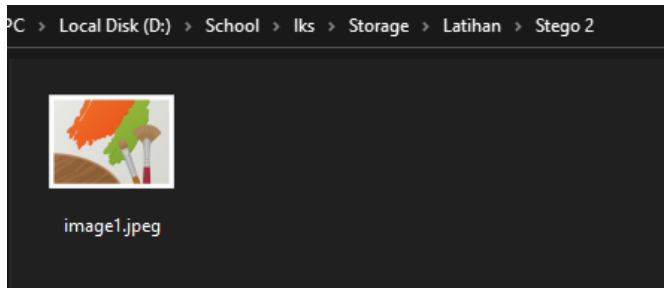 PC > Local Disk (D:) > School > Iks > Storage > Latihan > Stego 2
image1.jpeg